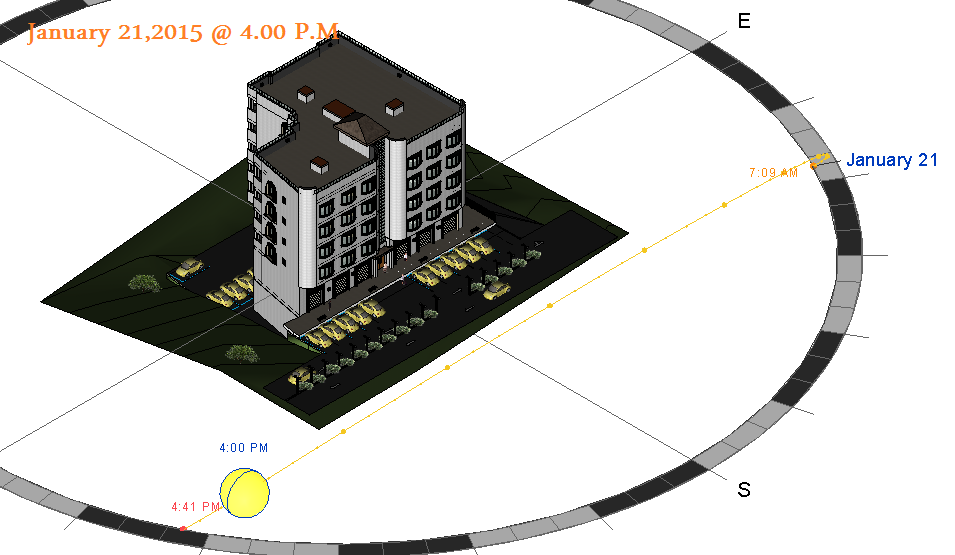 January 21,2015 @ 4.00 P.M
E
January 21
7:09 AM
4:00 PM
S
4:41 PM